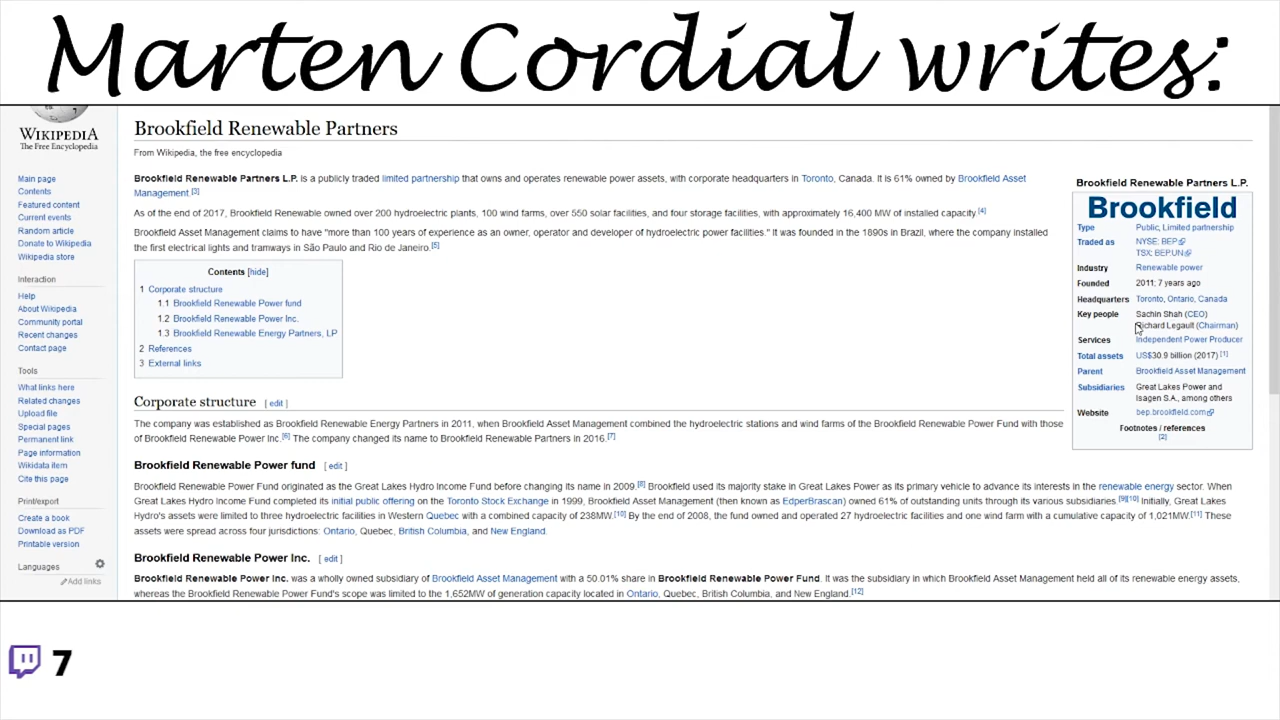 Marten Cordial writes:
WIKIPEDIA
The Free Encyclopedia
Main page
Contents
Featured content
Current events
Random article
Donate to Wikipedia
Wikipedia store
Interaction
Help
About Wikipedia
Community portal
Recent changes
Contact page
Tools
What links here
Related changes
Upload file
Special pages
Permanent link
Page information
Wikidata item
Cite this page
Print/export
Create a book
Download as PDF
Printable version
Languages
Add links
Brookfield Renewable Partners
From Wikipedia, the free encyclopedia
Brookfield Renewable Partners L.P. is a publicly traded limited partnership that owns and operates renewable power assets, with corporate headquarters in Toronto, Canada. It is 61% owned by Brookfield Asset
Management.[3]
As of the end of 2017, Brookfield Renewable owned over 200 hydroelectric plants, 100 wind farms, over 550 solar facilities, and four storage facilities, with approximately 16,400 MW of installed capacity.[4]
Brookfield Asset Management claims to have "more than 100 years of experience as an owner, operator and developer of hydroelectric power facilities." It was founded in the 1890s in Brazil, where the company installed
the first electrical lights and tramways in São Paulo and Rio de Janeiro.[5]
Contents [hide]
1 Corporate structure
1.1 Brookfield Renewable Power fund
1.2 Brookfield Renewable Power Inc.
1.3 Brookfield Renewable Energy Partners, LP
2 References
3 External links
Corporate structure [ edit ]
The company was established as Brookfield Renewable Energy Partners in 2011, when Brookfield Asset Management combined the hydroelectric stations and wind farms of the Brookfield Renewable Power Fund with those
of Brookfield Renewable Power Inc.[6] The company changed its name to Brookfield Renewable Partners in 2016.[7]
Brookfield Renewable Power fund [ edit ]
Brookfield Renewable Power Fund originated as the Great Lakes Hydro Income Fund before changing its name in 2009.[8] Brookfield used its majority stake in Great Lakes Power as its primary vehicle to advance its interests in the renewable energy sector. When
Great Lakes Hydro Income Fund completed its initial public offering on the Toronto Stock Exchange in 1999, Brookfield Asset Management (then known as EdperBrascan) owned 61% of outstanding units through its various subsidiaries.[9][10] Initially, Great Lakes
Hydro's assets were limited to three hydroelectric facilities in Western Quebec with a combined capacity of 238MW.[10] By the end of 2008, the fund owned and operated 27 hydroelectric facilities and one wind farm with a cumulative capacity of 1,021MW.[11] These
assets were spread across four jurisdictions: Ontario, Quebec, British Columbia, and New England.
Brookfield Renewable Power Inc. [ edit ]
Brookfield Renewable Power Inc. was a wholly owned subsidiary of Brookfield Asset Management with a 50.01% share in Brookfield Renewable Power Fund. It was the subsidiary in which Brookfield Asset Management held all of its renewable energy assets,
whereas the Brookfield Renewable Power Fund's scope was limited to the 1,652MW of generation capacity located in Ontario, Quebec, British Columbia, and New England.[12]
Brookfield Renewable Partners L.P.
Brookfield
Type Public, Limited partnership
Traded as NYSE: BEP
TSX: BEP.UN
Industry Renewable power
Founded 2011; 7 years ago
Headquarters Toronto, Ontario, Canada
Key people Sachin Shah (CEO)
Richard Legault (Chairman)
Services Independent Power Producer
Total assets US$30.9 billion (2017) [1]
Parent Brookfield Asset Management
Subsidiaries Great Lakes Power and
Isagen S.A., among others
Website bep.brookfield.com
Footnotes / references
[2]
7